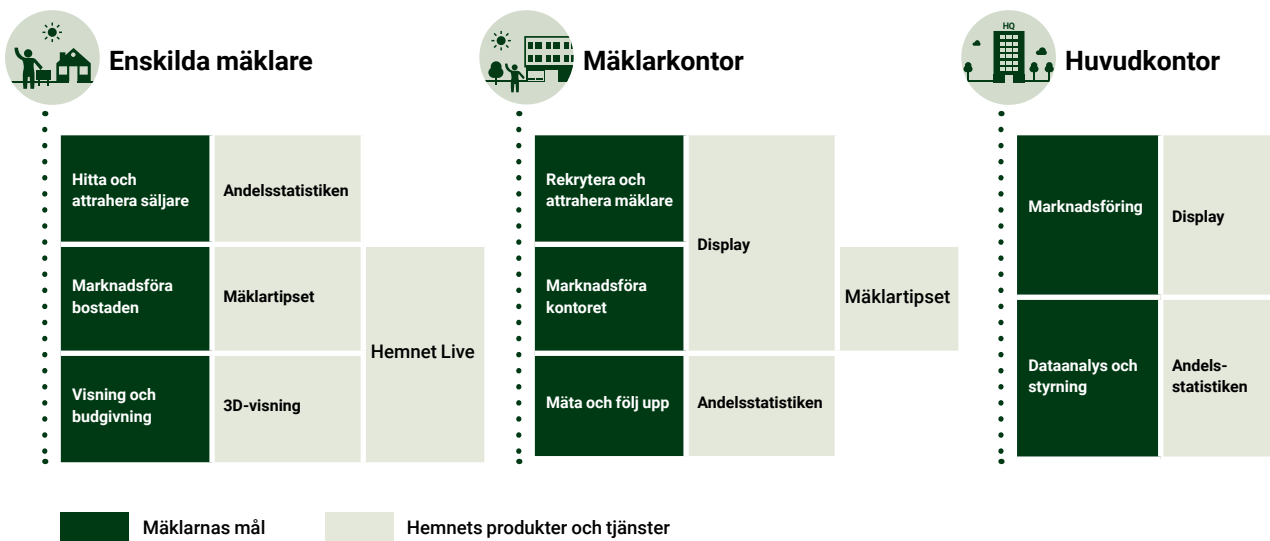 Enskilda mäklare
Hitta och
attrahera säljare
Andelsstatistiken
Marknadsföra
bostaden
Mäklartipset
Hemnet Live
Visning och
budgivning
3D-visning
Mäklarkontor
Rekrytera och
attrahera mäklare
Display
Marknadsföra
kontoret
Mäklartipset
Mäta och följ upp
Andelsstatistiken
HQ
Huvudkontor
Marknadsföring
Display
Dataanalys och
styrning
Andels-
statistiken
Mäklarnas mål
Hemnets produkter och tjänster